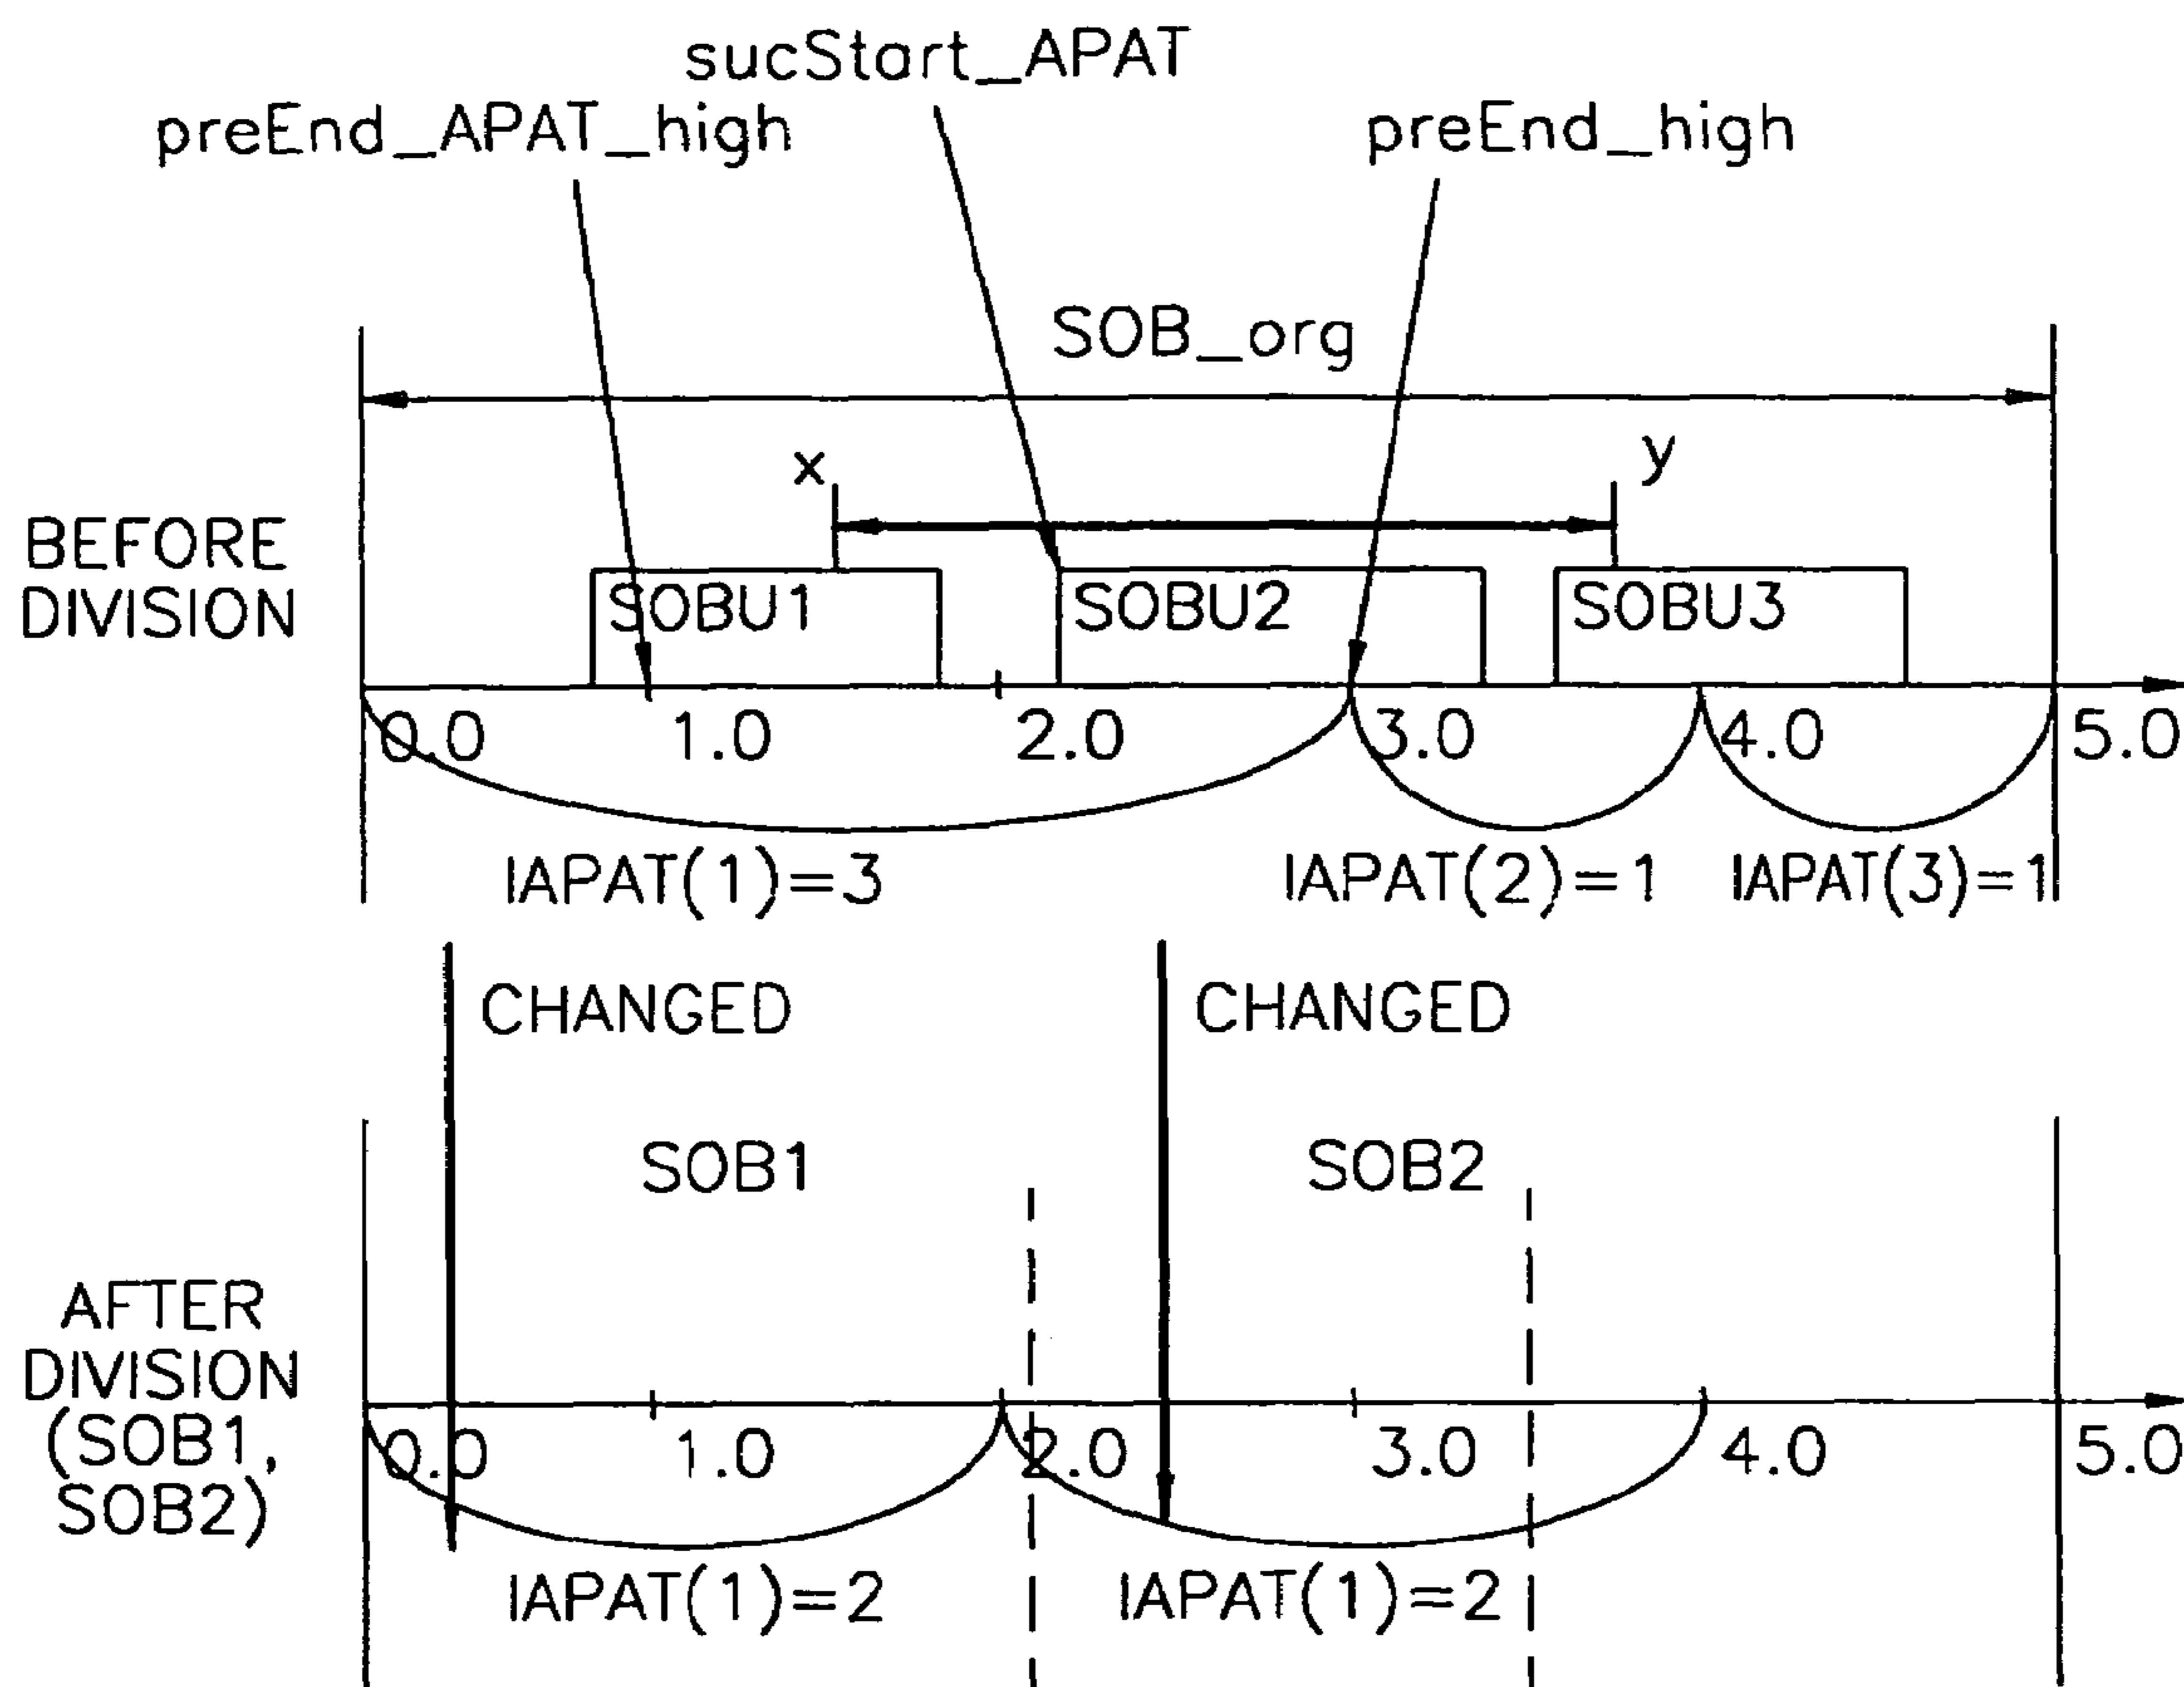 sucStart_APAT
preEnd_APAT_high
preEnd_high
SOB_org
x
y
BEFORE
DIVISION
SOBU1
SOBU2
SOBU3
0.0
1.0
2.0
3.0
4.0
5.0
IAPAT(1)=3
IAPAT(2)=1
IAPAT(3)=1
CHANGED
CHANGED
SOB1
SOB2
AFTER
DIVISION
(SOB1,
SOB2)
0.0
1.0
2.0
3.0
4.0
5.0
IAPAT(1)=2
IAPAT(1)=2